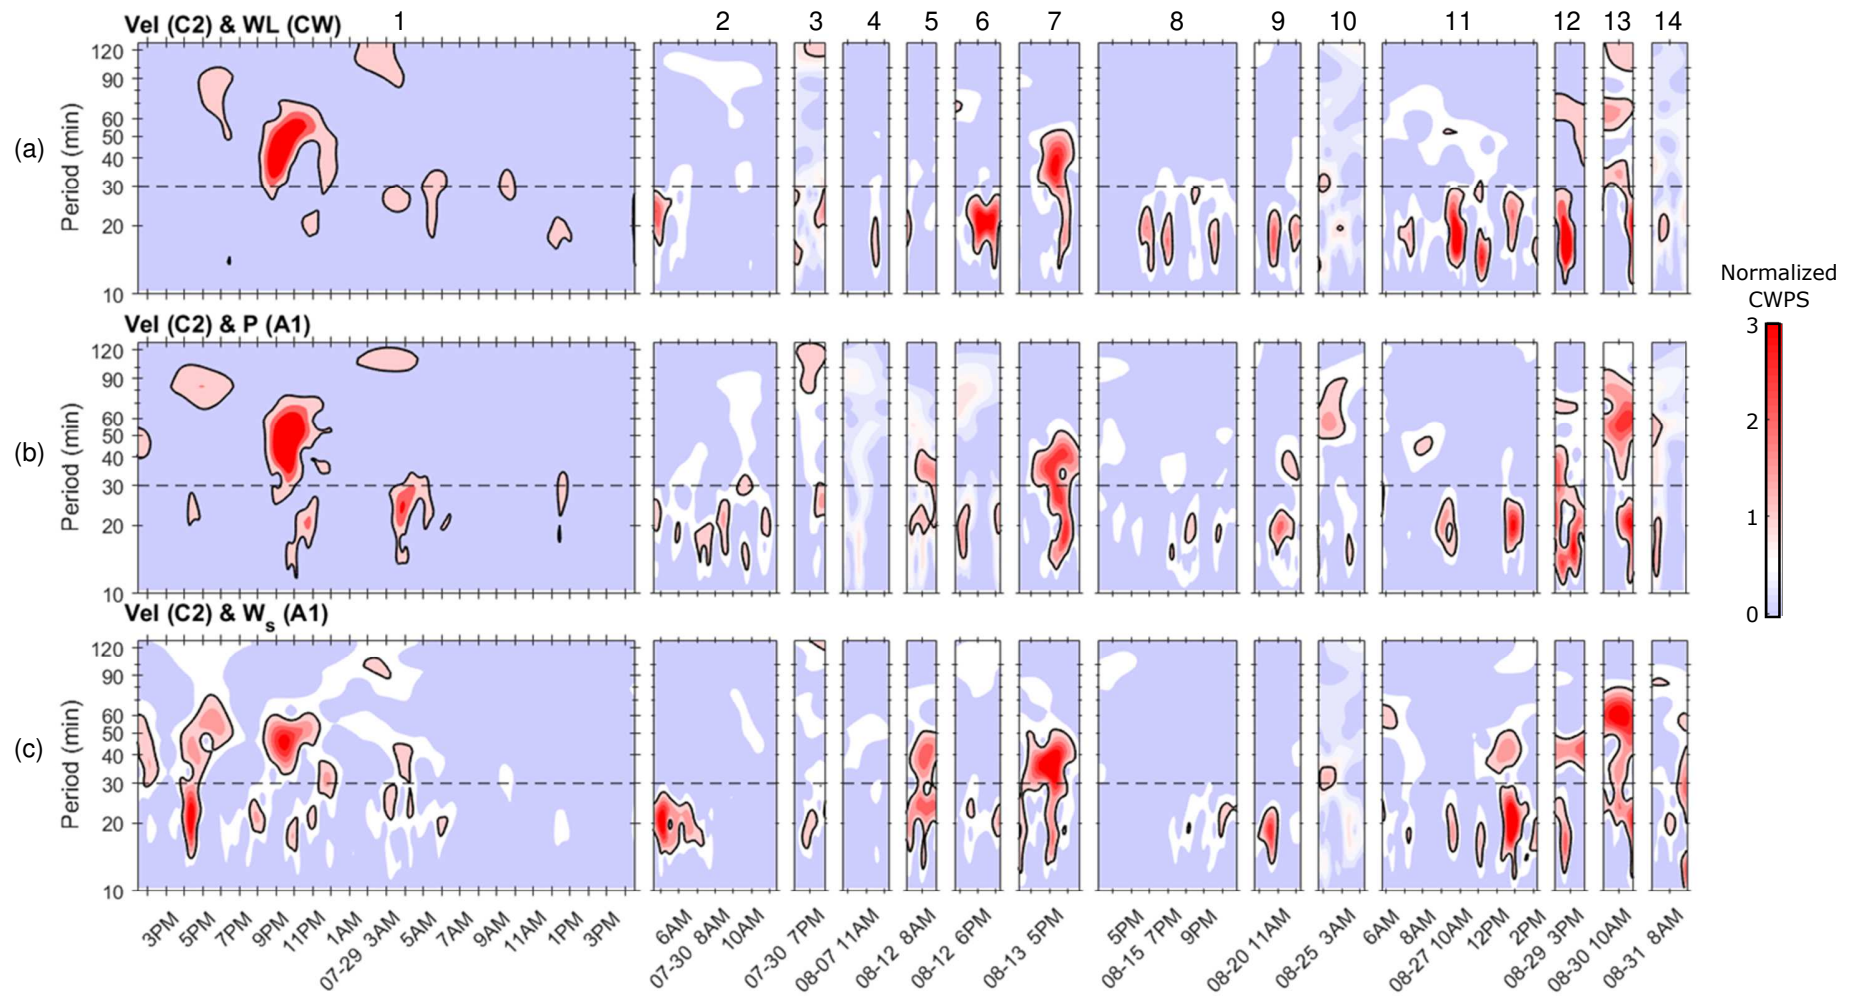 Vel (C2) & WL (CW) 1 2 3 4 5 6 7 8 9 10 11 12 13 14
(a)
Period (min)
120
90
60
50
40
30
20
10
Vel (C2) & P (A1)
(b)
Period (min)
120
90
60
50
40
30
20
10
Vel (C2) & Ws (A1)
(c)
Period (min)
120
90
60
50
40
30
20
10
3PM 5PM 7PM 9PM 11PM 1AM 3AM 5AM 7AM 9AM 11AM 1PM 3PM
07-29
6AM 8AM 10AM
07-30
07-30 7PM
08-07 11AM
08-12 8AM
08-12 6PM
08-13 5PM
5PM 7PM 9PM
08-15
08-20 11AM
08-25 3AM
6AM 8AM 10AM 12PM 2PM
08-27
08-29 3PM
08-30 10AM
08-31 8AM
Normalized
CWPS
3
2
1
0